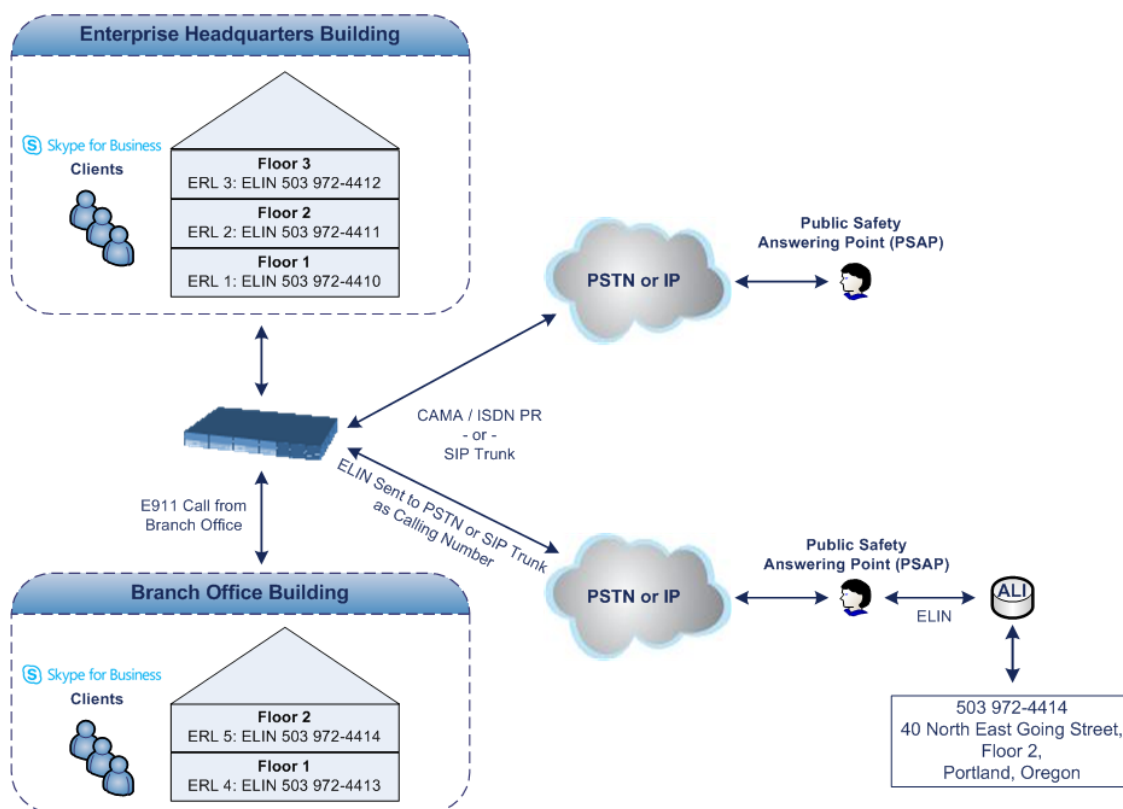 Enterprise Headquarters Building
Skype for Business
Clients
Floor 3
ERL 3: ELIN 503 972-4412
Floor 2
ERL 2: ELIN 503 972-4411
Floor 1
ERL 1: ELIN 503 972-4410
PSTN or IP
Public Safety
Answering Point (PSAP)
CAMA / ISDN PR
- or -
SIP Trunk
E911 Call from
Branch Office
ELIN Sent to PSTN or SIP Trunk
as Calling Number
PSTN or IP
Public Safety
Answering Point (PSAP)
ELIN
ALI
503 972-4414
40 North East Going Street,
Floor 2,
Portland, Oregon
Branch Office Building
Skype for Business
Clients
Floor 2
ERL 5: ELIN 503 972-4414
Floor 1
ERL 4: ELIN 503 972-4413